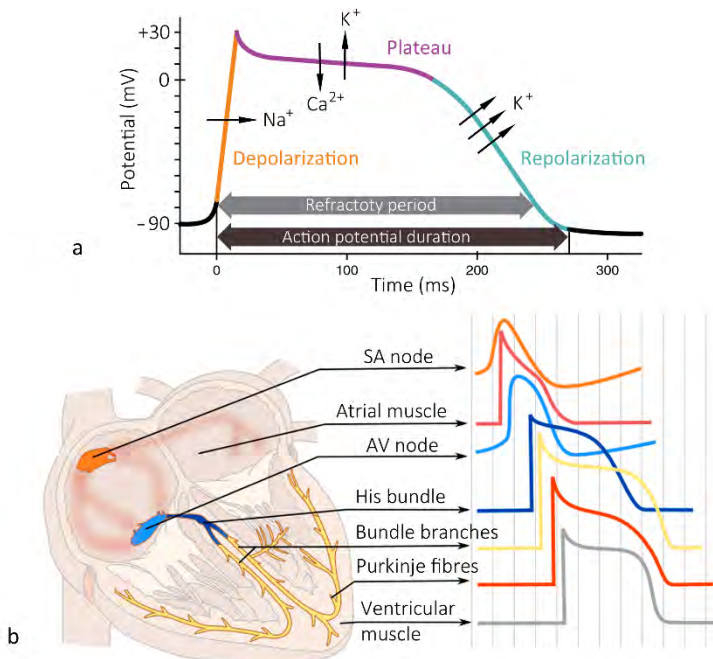 +30
0
−90
Potential (mV)
K⁺
Plateau
Na⁺
Ca²⁺
K⁺
Depolarization
Repolarization
Refractoty period
Action potential duration
a
0
100
200
300
Time (ms)
SA node
Atrial muscle
AV node
His bundle
Bundle branches
Purkinje fibres
Ventricular
muscle
b